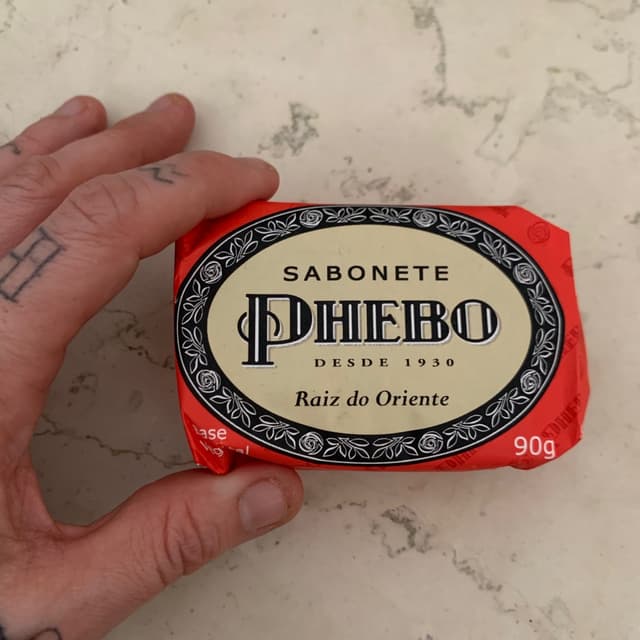 SABONETE
PHEBO
DESDE 1930
Raiz do Oriente
90g